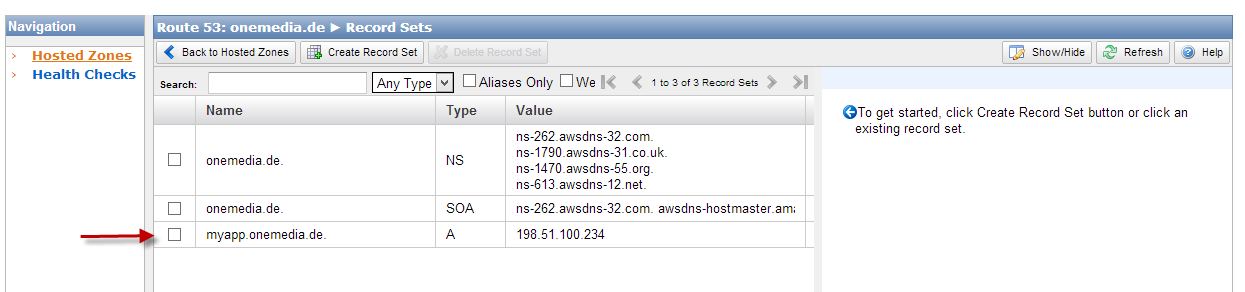 Navigation
> Hosted Zones
> Health Checks
Route 53: onemedia.de ► Record Sets
Back to Hosted Zones Create Record Set Delete Record Set Show/Hide Refresh Help
Search: Any Type Aliases Only We 1 to 3 of 3 Record Sets
Name Type Value
onemedia.de. NS ns-262.awsdns-32.com.
ns-1790.awsdns-31.co.uk.
ns-1470.awsdns-55.org.
ns-613.awsdns-12.net.
onemedia.de. SOA ns-262.awsdns-32.com. awsdns-hostmaster.ama
myapp.onemedia.de. A 198.51.100.234
To get started, click Create Record Set button or click an
existing record set.